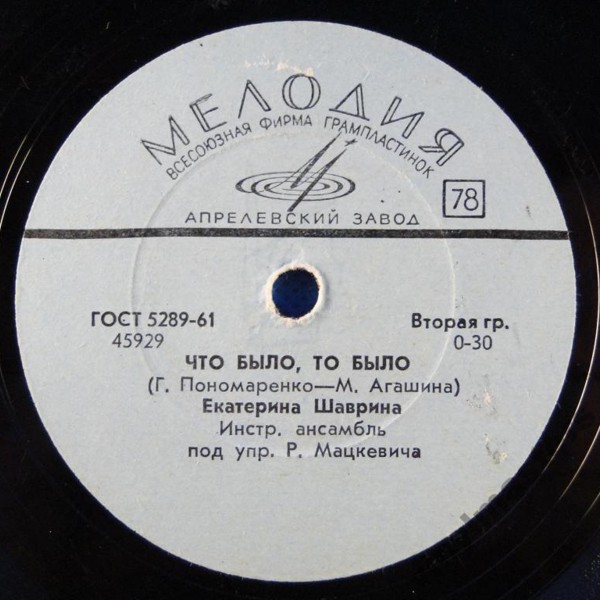 МЕЛОДИЯ
ВСЕСОЮЗНАЯ ФИРМА ГРАМПЛАСТИНОК
78
АПРЕЛЕВСКИЙ ЗАВОД
ГОСТ 5289-61 Вторая гр.
45929 0-30
ЧТО БЫЛО, ТО БЫЛО
(Г. Пономаренко—М. Агашина)
Екатерина Шаврина
Инстр. ансамбль
под упр. Р. Мацкевича